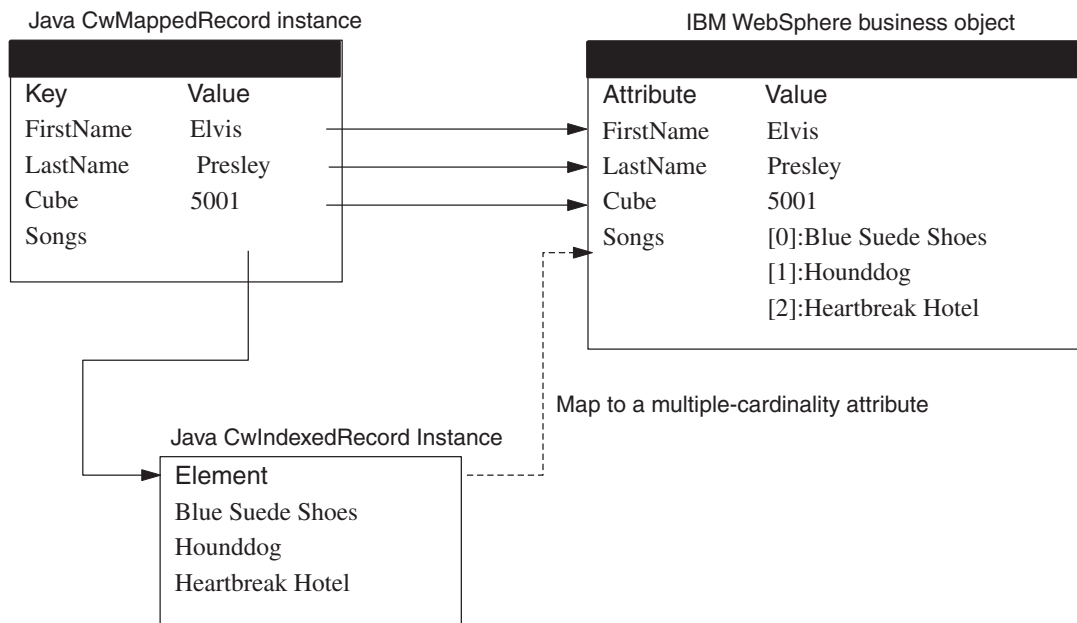 Java CwMappedRecord instance
Key Value
FirstName Elvis
LastName Presley
Cube 5001
Songs
IBM WebSphere business object
Attribute Value
FirstName Elvis
LastName Presley
Cube 5001
Songs [0]:Blue Suede Shoes
[1]:Hounddog
[2]:Heartbreak Hotel
Map to a multiple-cardinality attribute
Java CwIndexedRecord Instance
Element
Blue Suede Shoes
Hounddog
Heartbreak Hotel